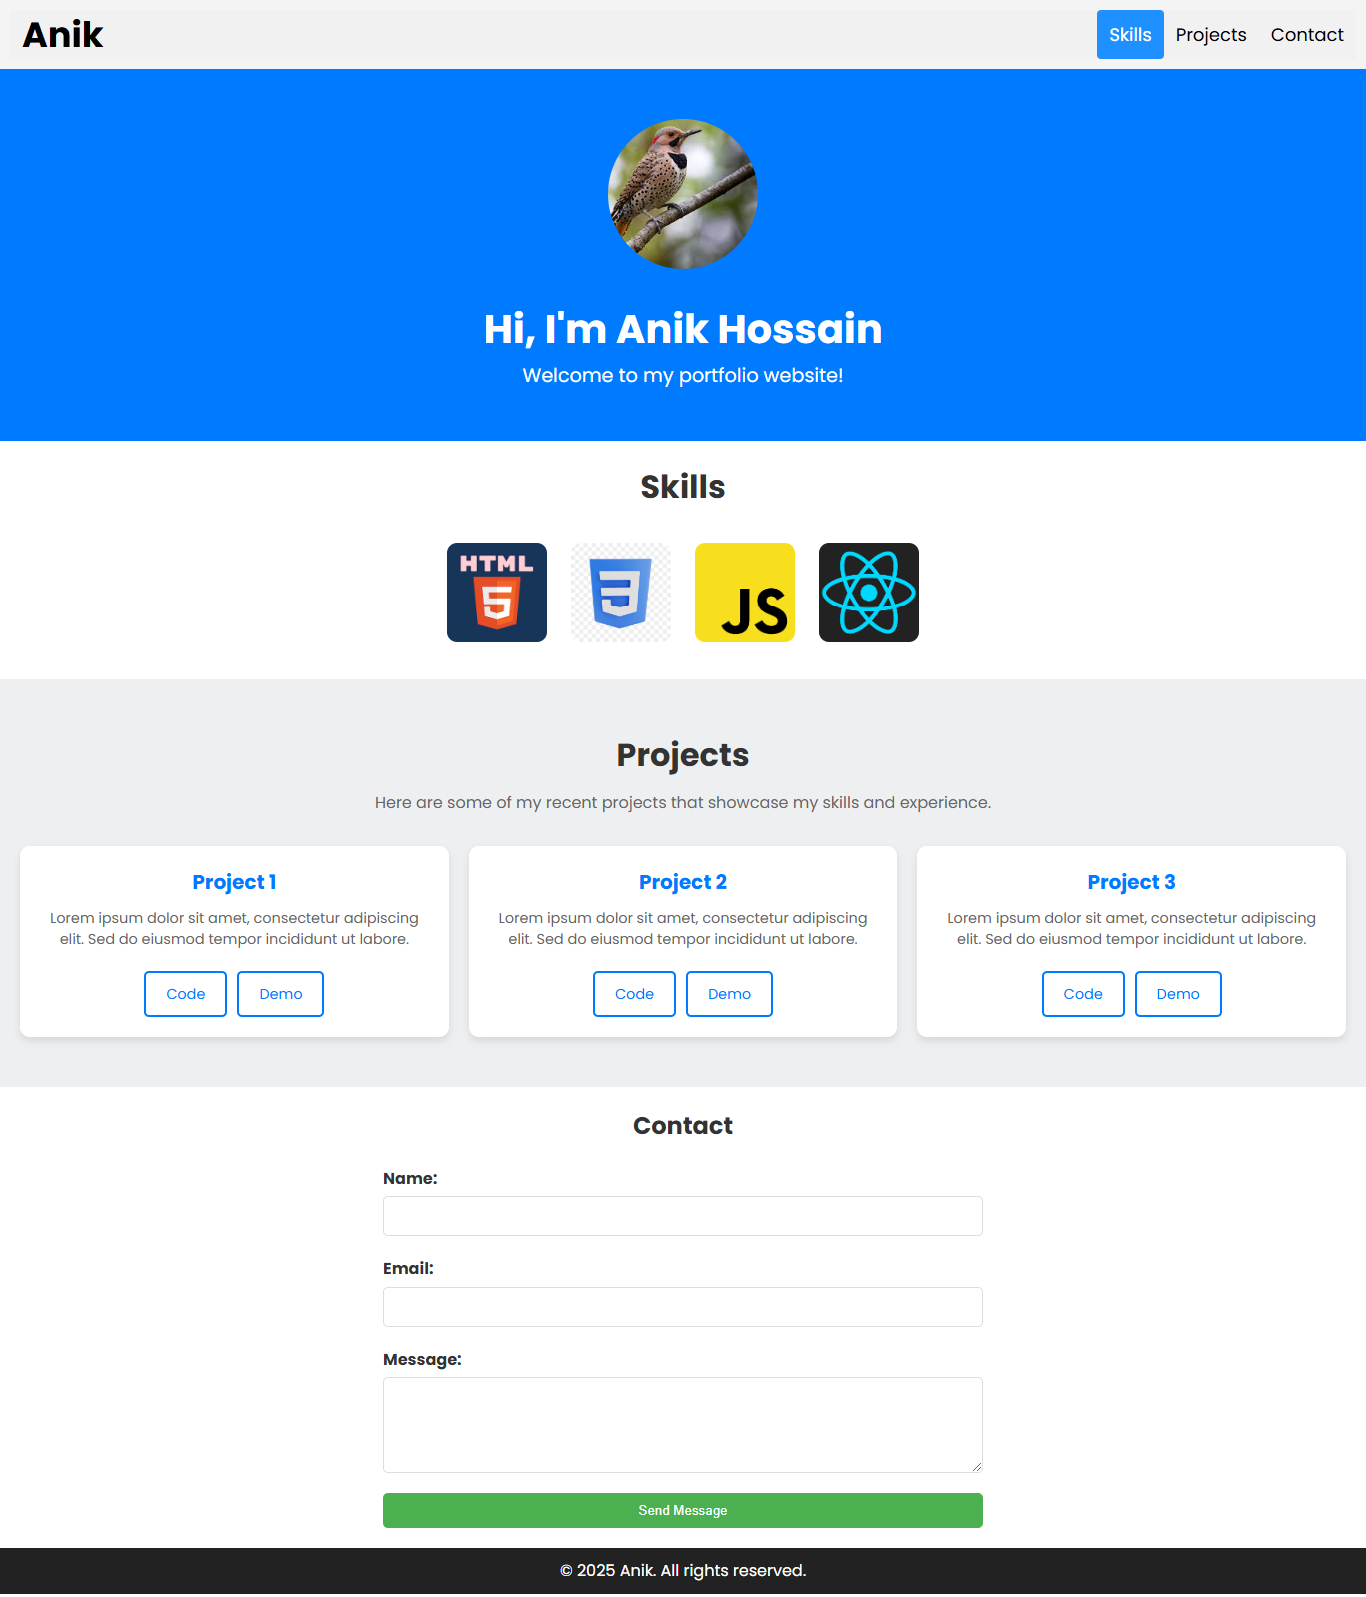 Anik
Skills
Projects
Contact
Hi, I'm Anik Hossain
Welcome to my portfolio website!
Skills
HTML
5
3
JS
Projects
Here are some of my recent projects that showcase my skills and experience.
Project 1
Lorem ipsum dolor sit amet, consectetur adipiscing
elit. Sed do eiusmod tempor incididunt ut labore.
Code
Demo
Project 2
Lorem ipsum dolor sit amet, consectetur adipiscing
elit. Sed do eiusmod tempor incididunt ut labore.
Code
Demo
Project 3
Lorem ipsum dolor sit amet, consectetur adipiscing
elit. Sed do eiusmod tempor incididunt ut labore.
Code
Demo
Contact
Name:
Email:
Message:
Send Message
© 2025 Anik. All rights reserved.